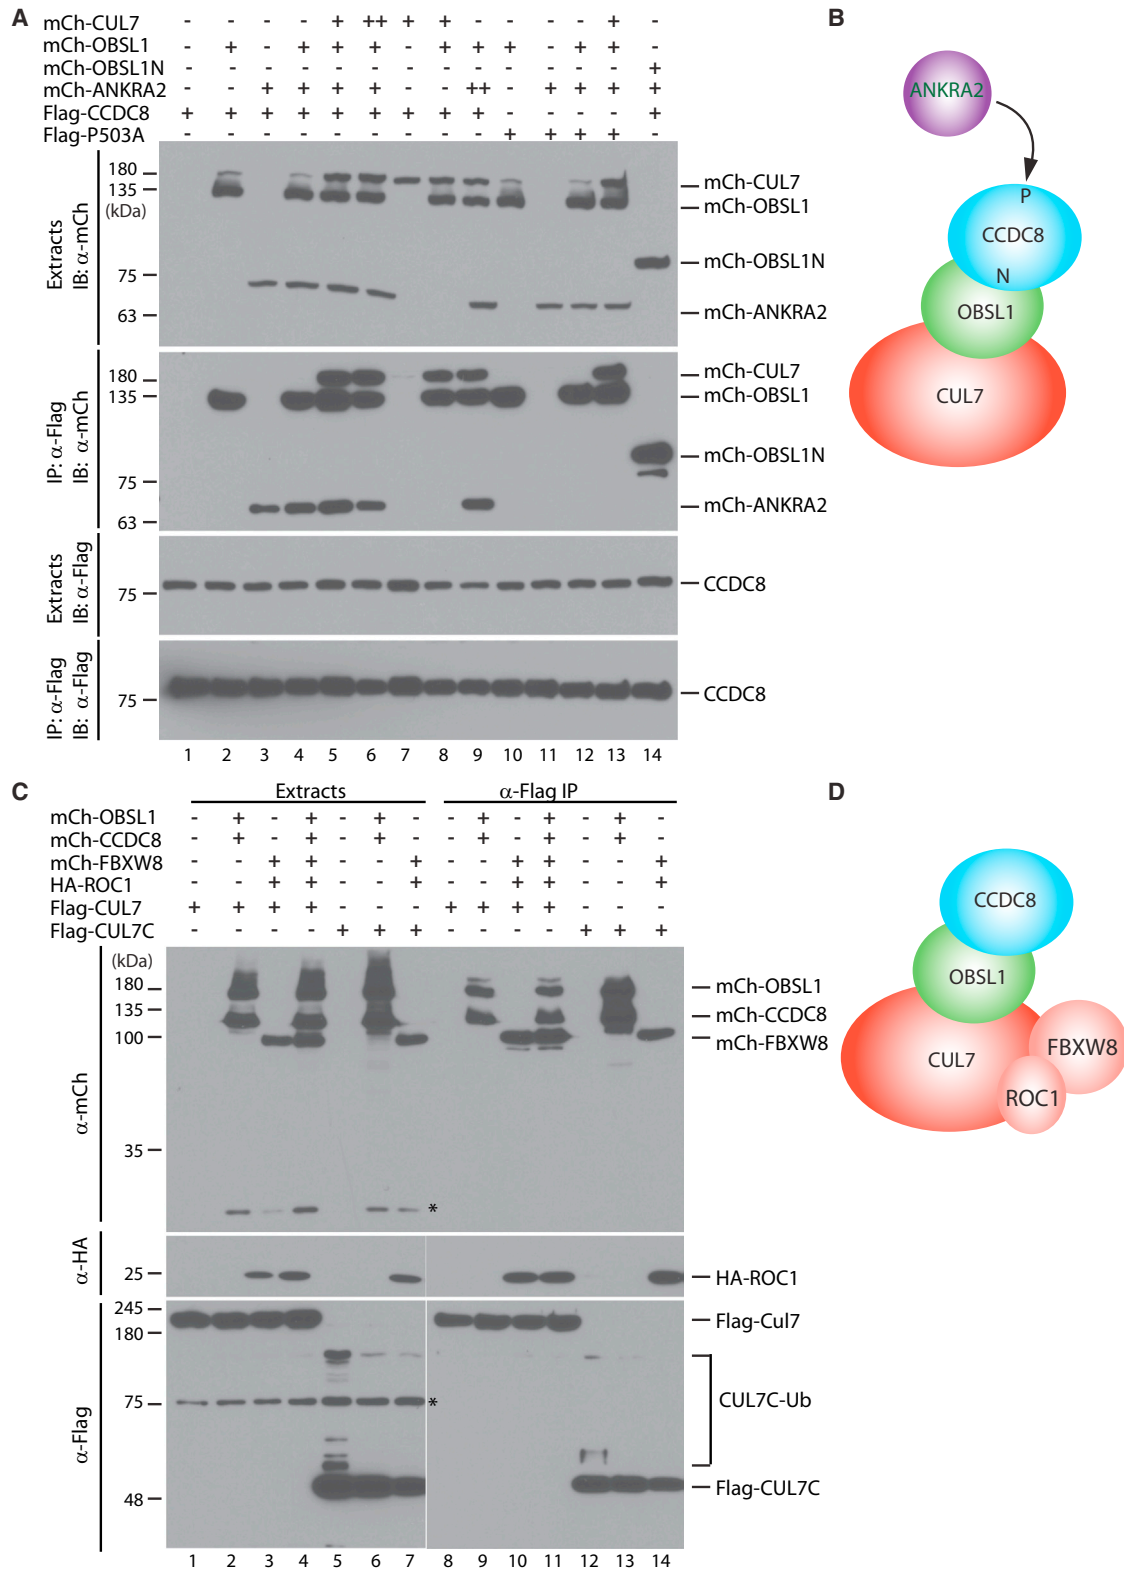 A
mCh-CUL7 - - - - + ++ + + - - - - + -
mCh-OBSL1 - + - + + + - + + + - + + -
mCh-OBSL1N - - - - - - - - - - - - - +
mCh-ANKRA2 - - + + + + - - ++ - + + + +
Flag-CCDC8 + + + + + + + + + - - - - +
Flag-P503A - - - - - - - - - + + + + -
Extracts
IB: α-mCh
180
135
(kDa)
75
63
mCh-CUL7
mCh-OBSL1
mCh-OBSL1N
mCh-ANKRA2
IP: α-Flag
IB: α-mCh
180
135
75
63
mCh-CUL7
mCh-OBSL1
mCh-OBSL1N
mCh-ANKRA2
Extracts
IB: α-Flag
75
CCDC8
IP: α-Flag
IB: α-Flag
75
CCDC8
1 2 3 4 5 6 7 8 9 10 11 12 13 14
B
ANKRA2
P
CCDC8
N
OBSL1
CUL7
C
Extracts α-Flag IP
mCh-OBSL1 - + - + - + - - + - + - + -
mCh-CCDC8 - + - + - + - - + - + - + -
mCh-FBXW8 - - + + - - + - - + + - - +
HA-ROC1 - - + + - - + - - + + - - +
Flag-CUL7 + + + + - - - + + + + - - -
Flag-CUL7C - - - - + + + - - - - + + +
α-mCh
(kDa)
180
135
100
35
*
mCh-OBSL1
mCh-CCDC8
mCh-FBXW8
α-HA
25
HA-ROC1
α-Flag
245
180
75
48
*
Flag-Cul7
CUL7C-Ub
Flag-CUL7C
1 2 3 4 5 6 7 8 9 10 11 12 13 14
D
CCDC8
OBSL1
CUL7
FBXW8
ROC1